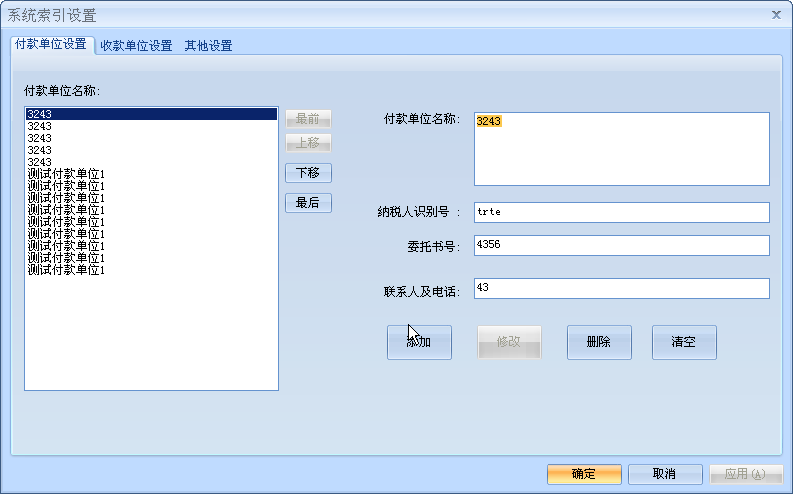 系统索引设置
付款单位设置 收款单位设置 其他设置
付款单位名称:
3243
3243
3243
3243
3243
测试付款单位1
测试付款单位1
测试付款单位1
测试付款单位1
测试付款单位1
测试付款单位1
测试付款单位1
测试付款单位1
测试付款单位1
最前
上移
下移
最后
付款单位名称: 3243
纳税人识别号 : trte
委托书号: 4356
联系人及电话: 43
添加 修改 删除 清空
确定 取消 应用(A)